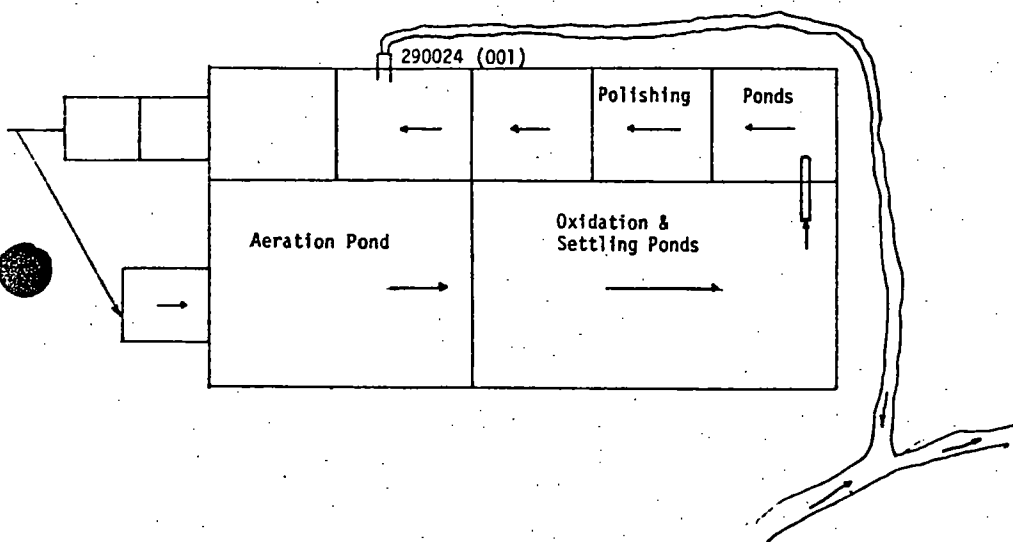 290024 (001)
Polishing Ponds
Aeration Pond
Oxidation &
Settling Ponds